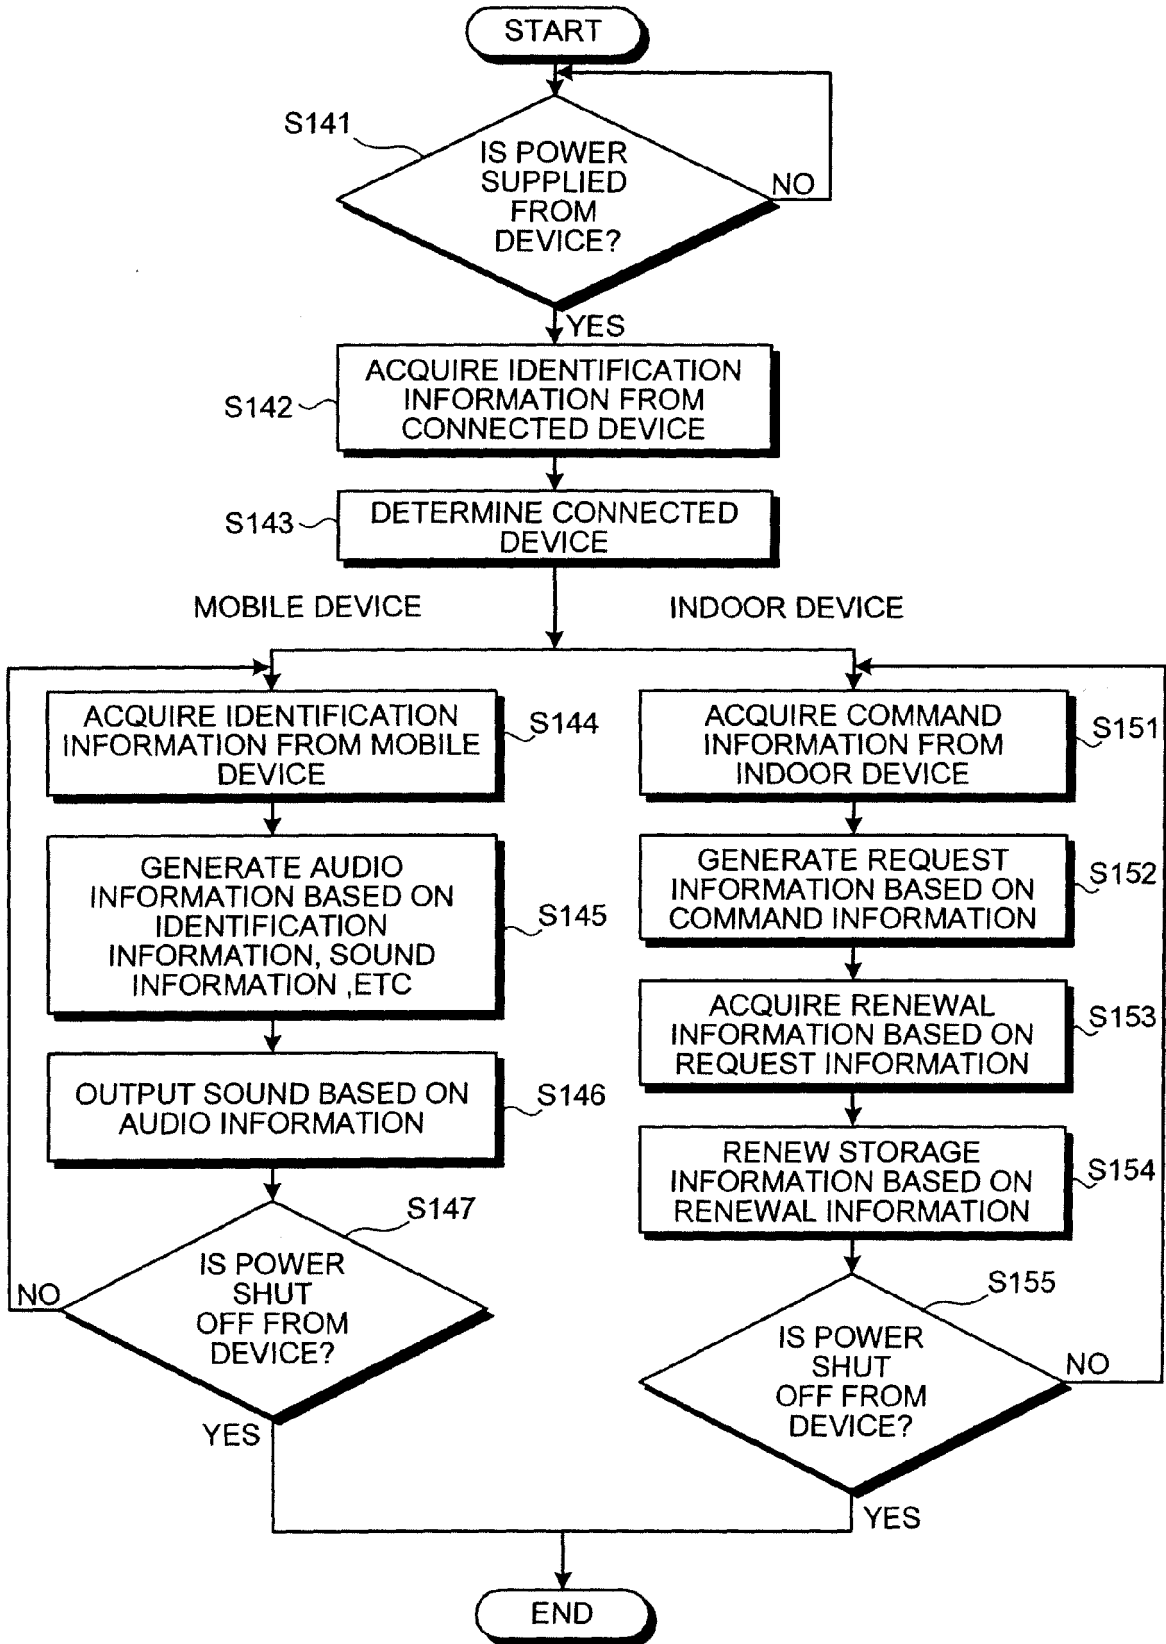 START
S141
IS POWER
SUPPLIED
FROM
DEVICE?
NO
YES
S142
ACQUIRE IDENTIFICATION
INFORMATION FROM
CONNECTED DEVICE
S143
DETERMINE CONNECTED
DEVICE
MOBILE DEVICE
INDOOR DEVICE
ACQUIRE IDENTIFICATION
INFORMATION FROM MOBILE
DEVICE
S144
GENERATE AUDIO
INFORMATION BASED ON
IDENTIFICATION
INFORMATION, SOUND
INFORMATION ,ETC
S145
OUTPUT SOUND BASED ON
AUDIO INFORMATION
S146
S147
IS POWER
SHUT
OFF FROM
DEVICE?
NO
YES
ACQUIRE COMMAND
INFORMATION FROM
INDOOR DEVICE
S151
GENERATE REQUEST
INFORMATION BASED ON
COMMAND INFORMATION
S152
ACQUIRE RENEWAL
INFORMATION BASED ON
REQUEST INFORMATION
S153
RENEW STORAGE
INFORMATION BASED ON
RENEWAL INFORMATION
S154
S155
IS POWER
SHUT
OFF FROM
DEVICE?
NO
YES
END